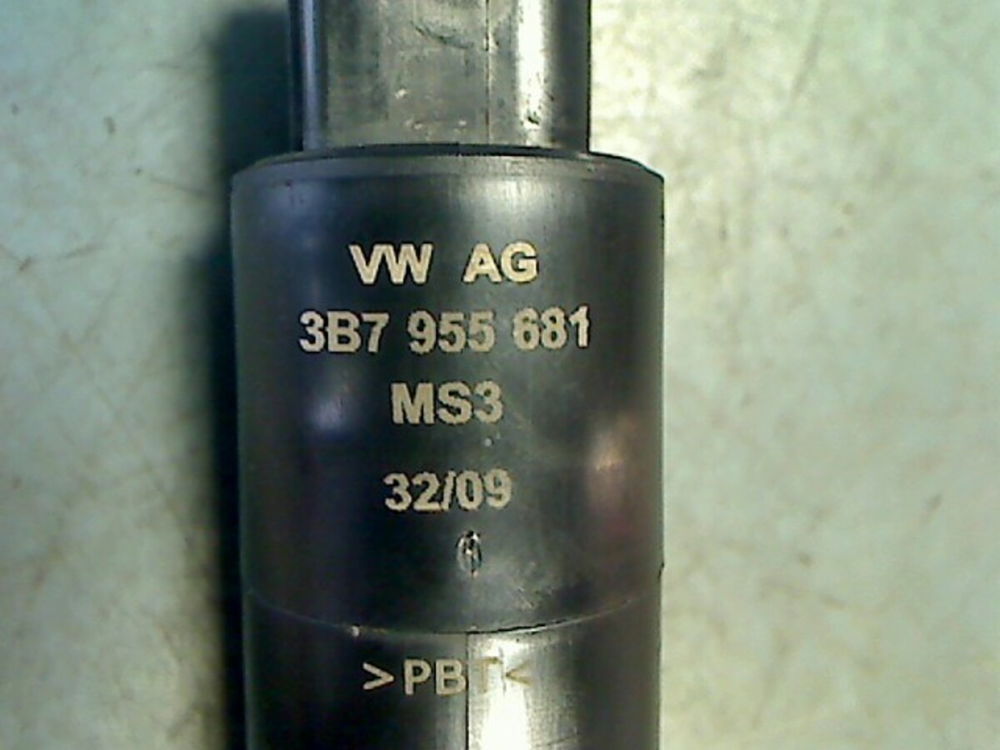 VW AG
3B7 955 681
MS3
32/09
>PBT<